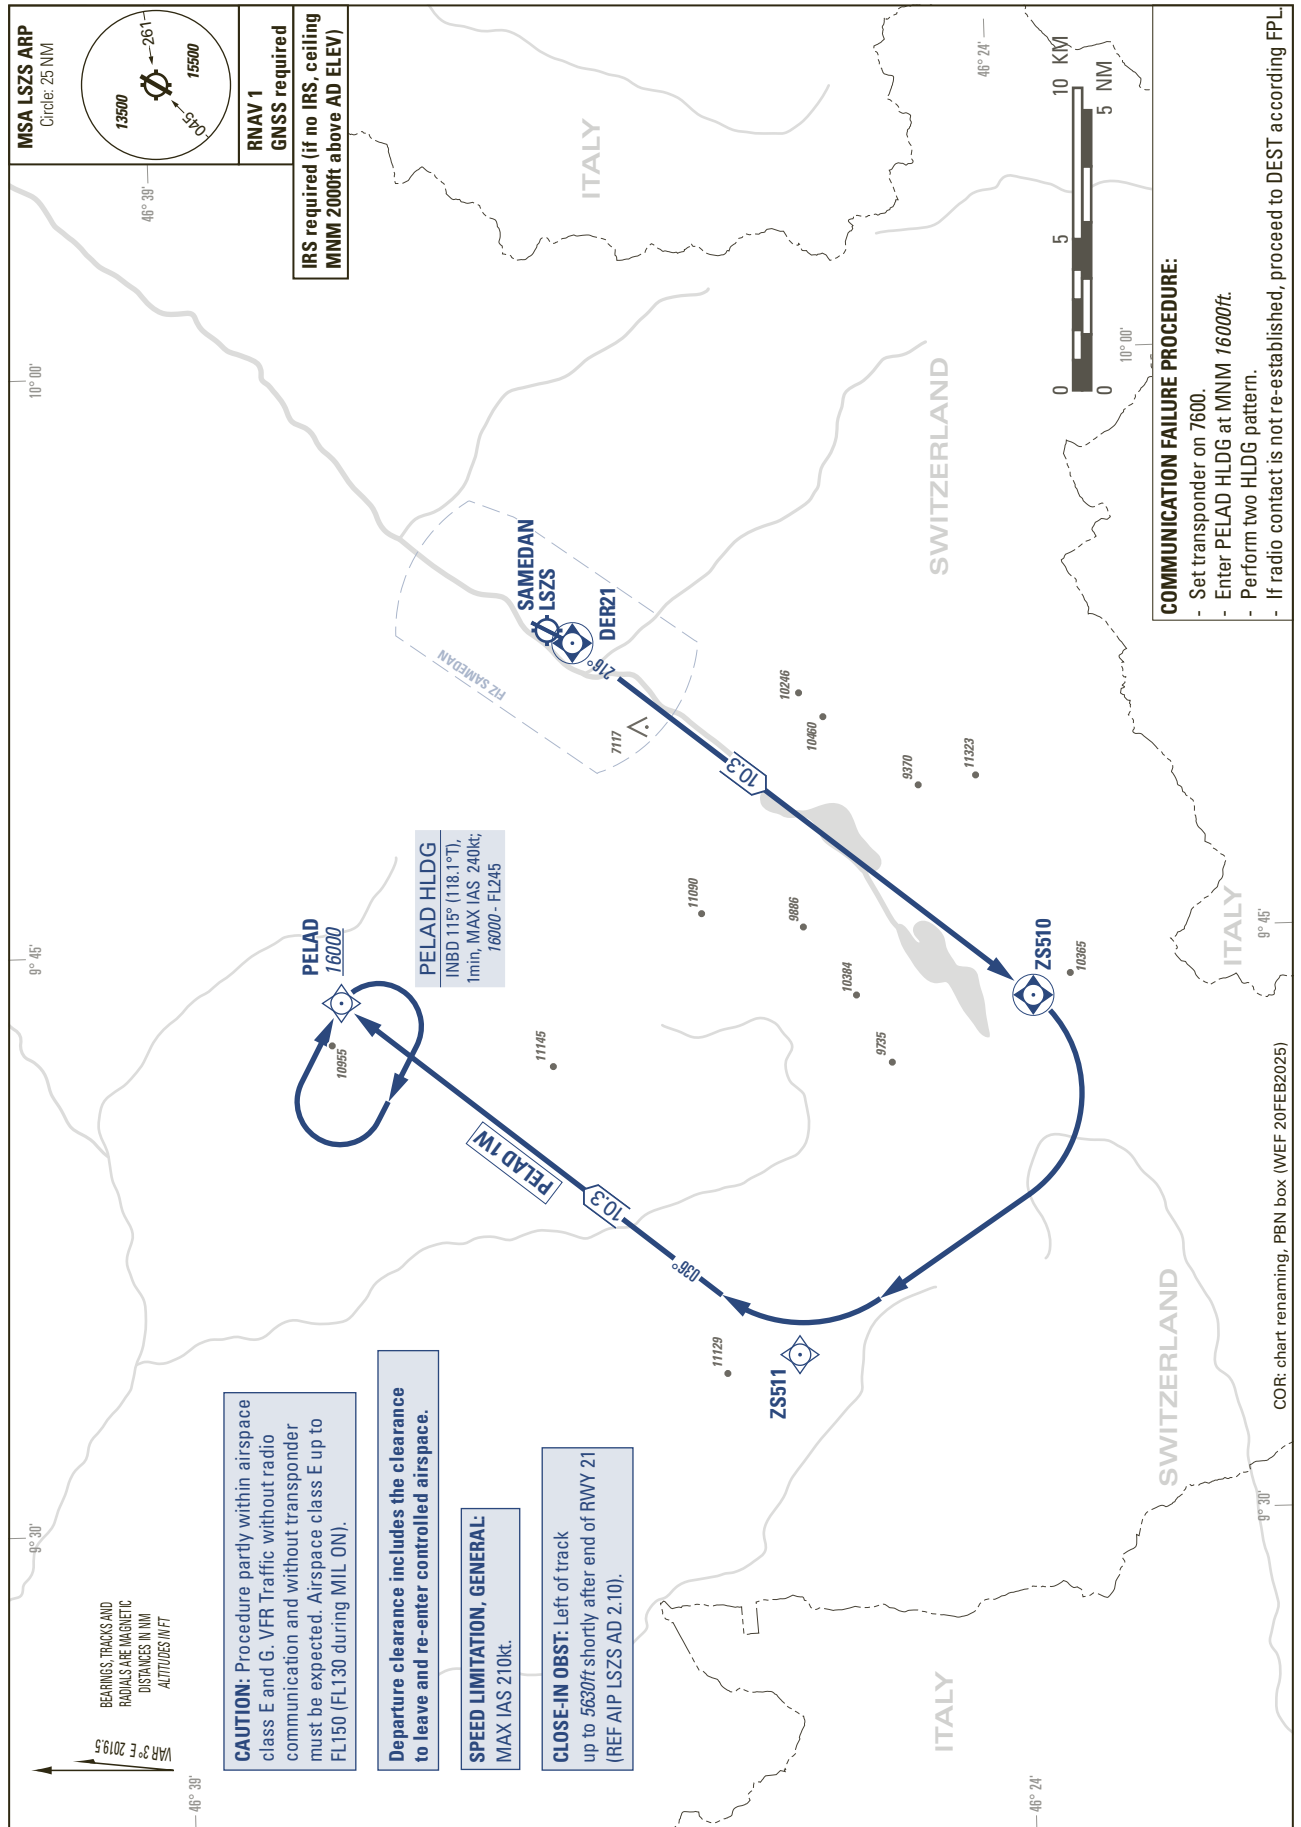 BEARINGS, TRACKS AND
RADIALS ARE MAGNETIC
DISTANCES IN NM
ALTITUDES IN FT
VAR 3° E 2019.5
46° 39'
9° 30'
9° 45'
10° 00'
46° 39'
MSA LSZS ARP
Circle: 25 NM
13500
261
15500
045
RNAV 1
GNSS required
IRS required (if no IRS, ceiling
MNM 2000ft above AD ELEV)
CAUTION: Procedure partly within airspace
class E and G. VFR Traffic without radio
communication and without transponder
must be expected. Airspace class E up to
FL150 (FL130 during MIL ON).
Departure clearance includes the clearance
to leave and re-enter controlled airspace.
SPEED LIMITATION, GENERAL:
MAX IAS 210kt.
CLOSE-IN OBST: Left of track
up to 5630ft shortly after end of RWY 21
(REF AIP LSZS AD 2.10).
PELAD
16000
10955
PELAD HLDG
INBD 115° (118.1°T),
1min, MAX IAS 240kt;
16000 - FL245
PELAD 1W
10.3
036°
11145
11129
ZS511
FIZ SAMEDAN
SAMEDAN
LSZS
DER21
216°
7117
10.3
11090
9886
10384
9735
10246
10460
9370
11323
ZS510
10365
ITALY
SWITZERLAND
ITALY
SWITZERLAND
ITALY
46° 24'
9° 30'
9° 45'
10° 00'
46° 24'
0 5 10 KM
0 5 NM
COMMUNICATION FAILURE PROCEDURE:
- Set transponder on 7600.
- Enter PELAD HLDG at MNM 16000ft.
- Perform two HLDG pattern.
- If radio contact is not re-established, proceed to DEST according FPL.
COR: chart renaming, PBN box (WEF 20FEB2025)